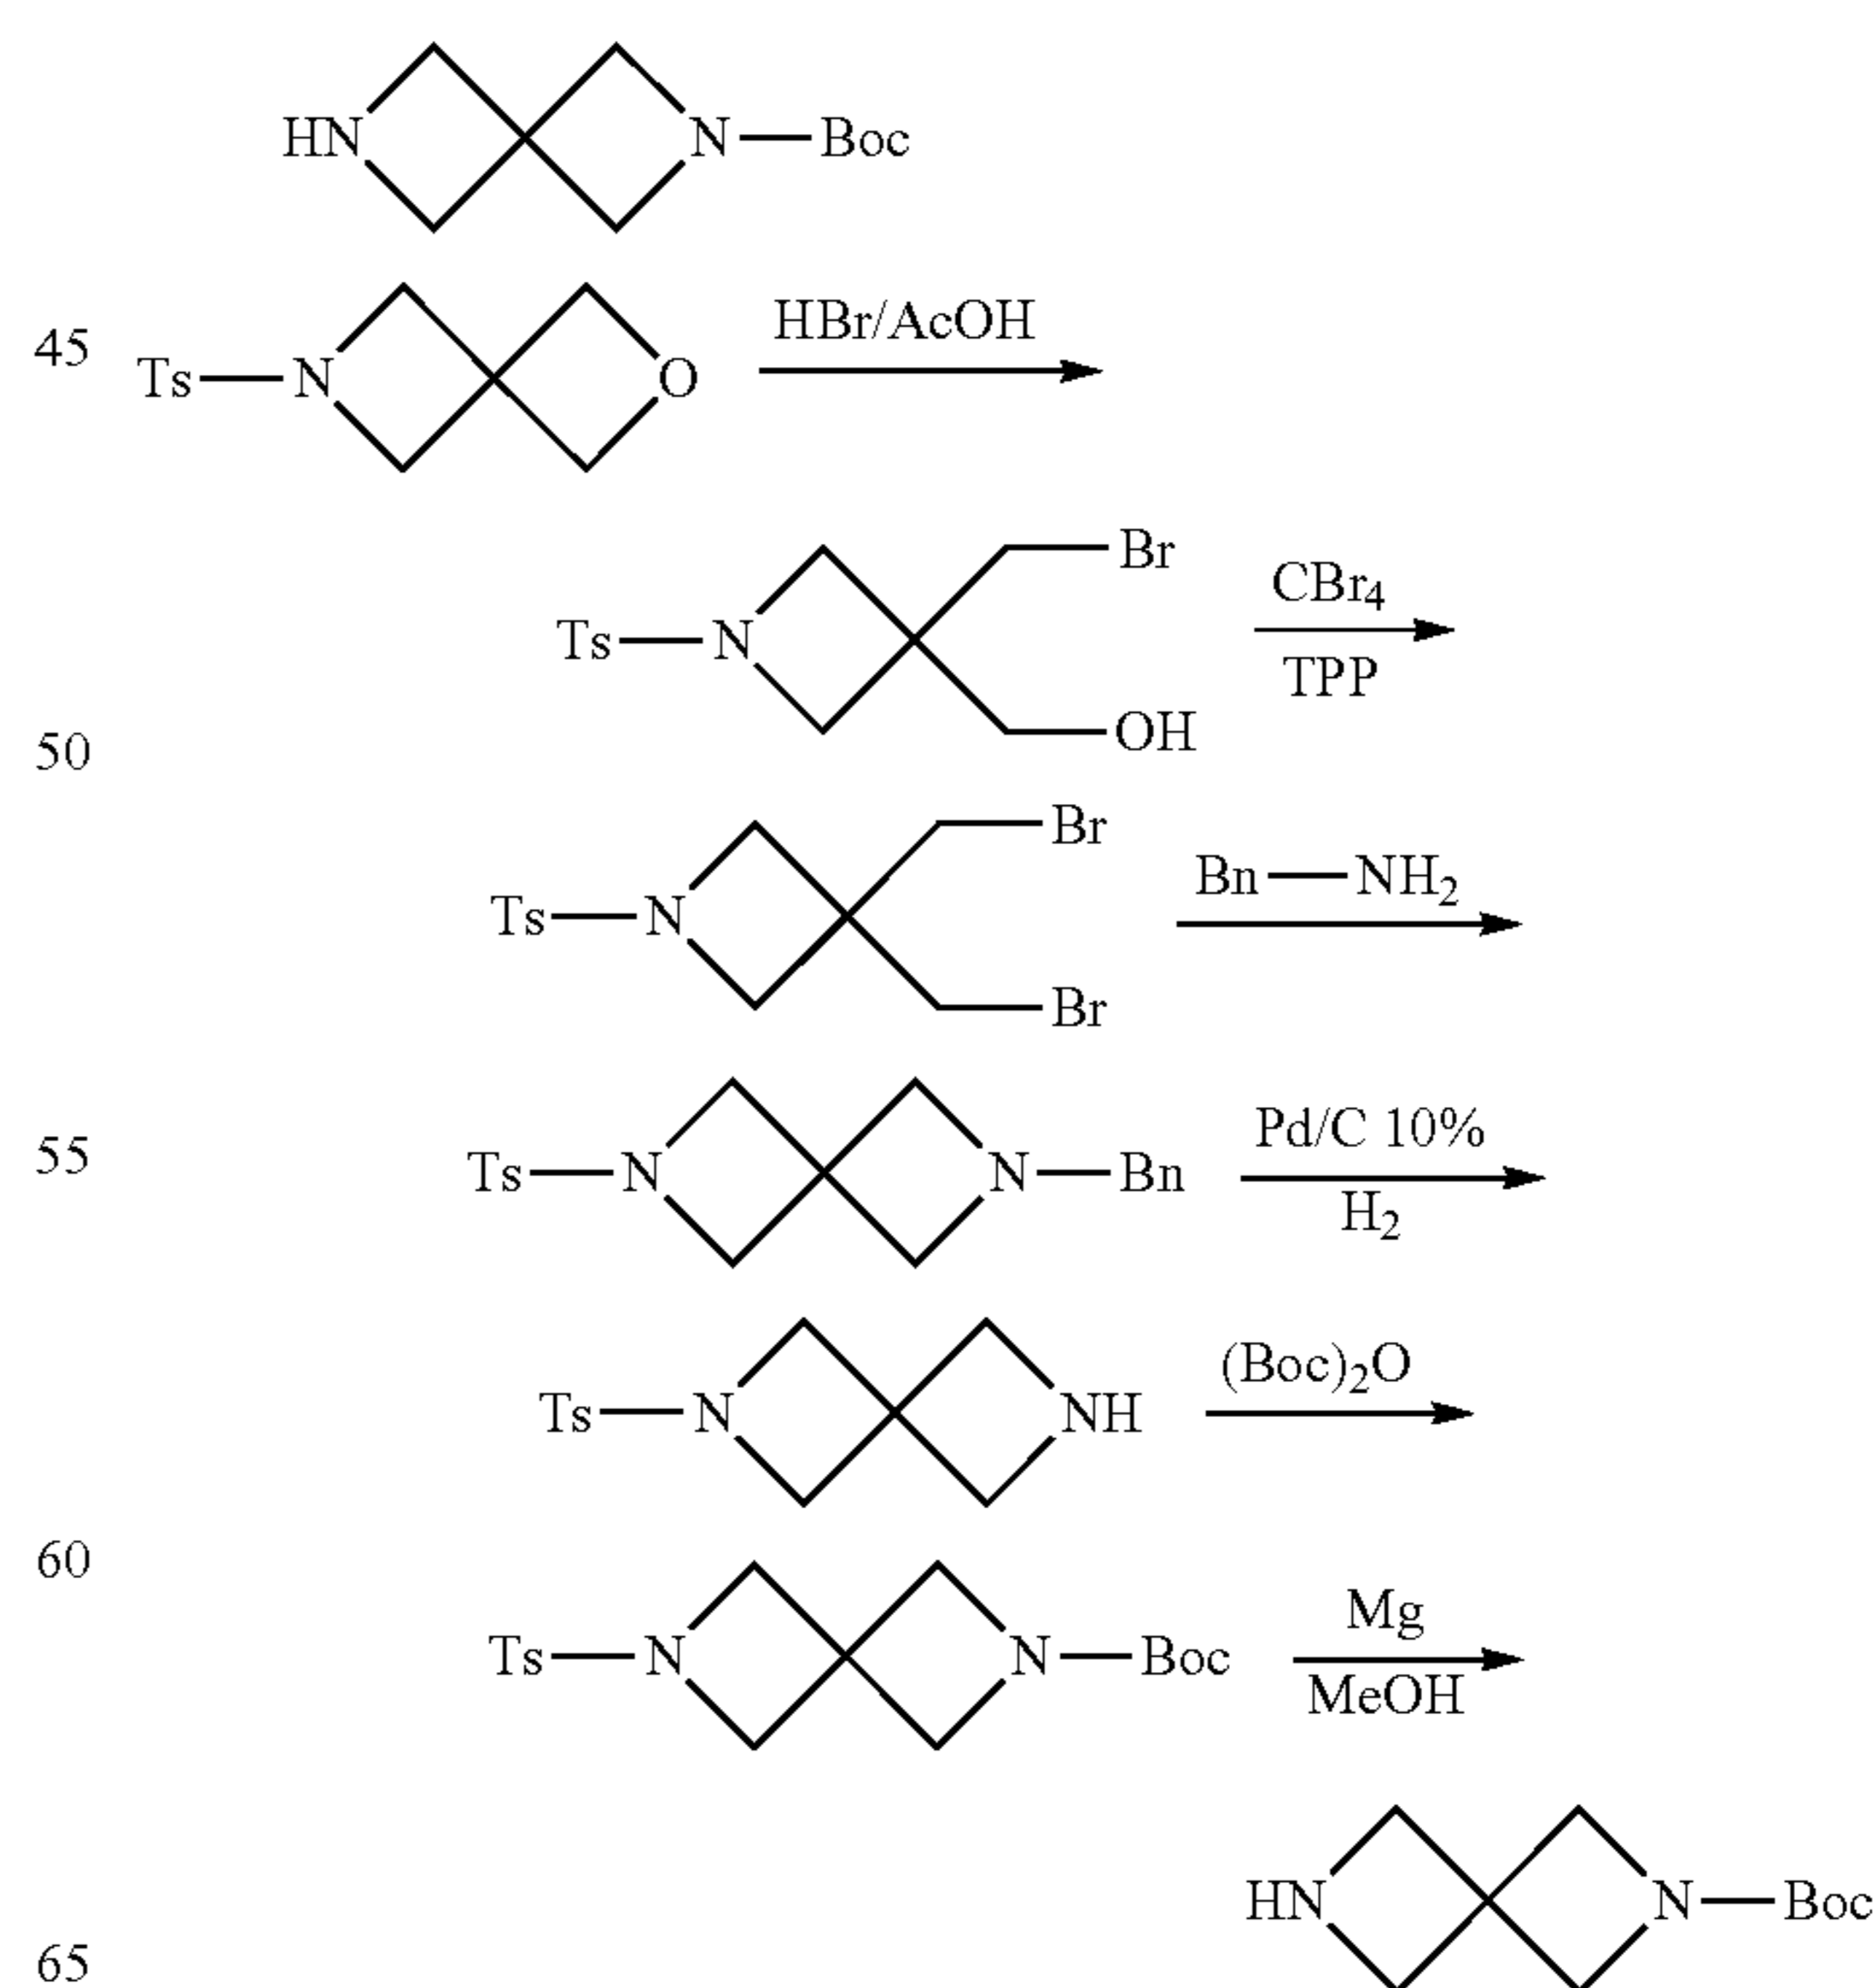 HN N—Boc
45 Ts—N O HBr/AcOH
Ts—N Br OH CBr4 TPP
50
Ts—N Br Br Bn—NH2
55 Ts—N N—Bn Pd/C 10% H2
Ts—N NH (Boc)2O
60
Ts—N N—Boc Mg MeOH
HN N—Boc
65